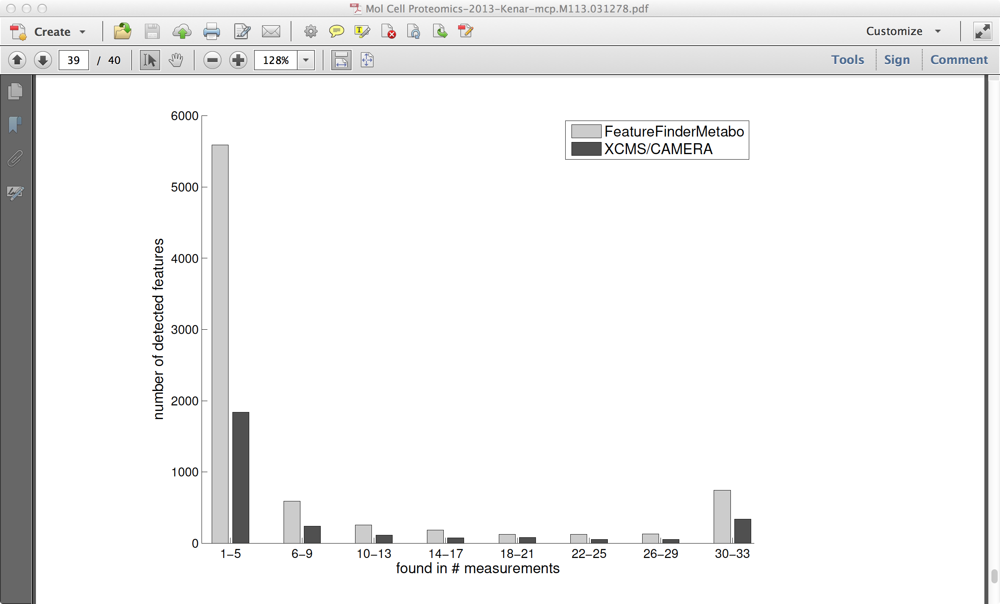 Mol Cell Proteomics-2013-Kenar-mcp.M113.031278.pdf
Create
Customize
39 / 40
128%
Tools
Sign
Comment
6000
5000
4000
3000
2000
1000
0
number of detected features
FeatureFinderMetabo
XCMS/CAMERA
1–5 6–9 10–13 14–17 18–21 22–25 26–29 30–33
found in # measurements